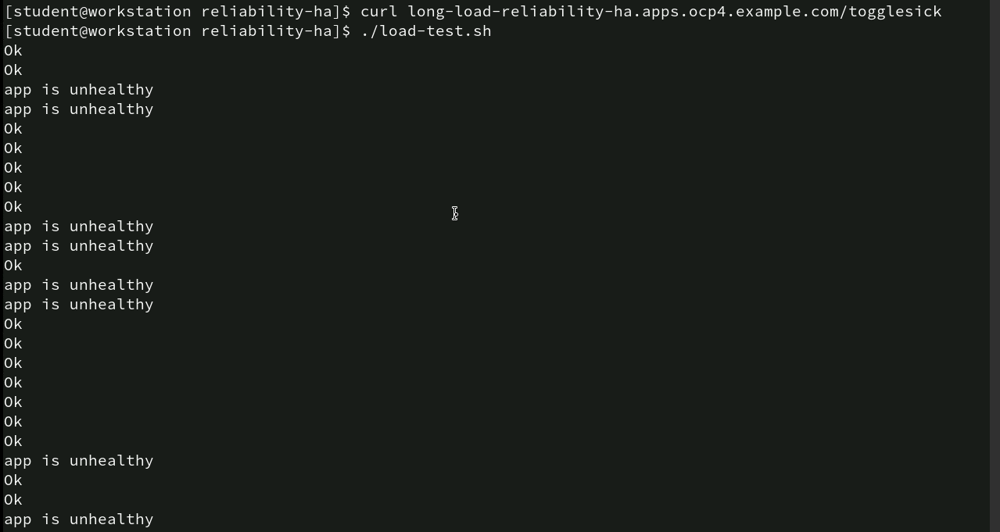 [student@workstation reliability-ha]$ curl long-load-reliability-ha.apps.ocp4.example.com/togglesick
[student@workstation reliability-ha]$ ./load-test.sh
Ok
Ok
app is unhealthy
app is unhealthy
Ok
Ok
Ok
Ok
Ok
app is unhealthy
app is unhealthy
Ok
app is unhealthy
app is unhealthy
Ok
Ok
Ok
Ok
Ok
Ok
Ok
app is unhealthy
Ok
Ok
app is unhealthy